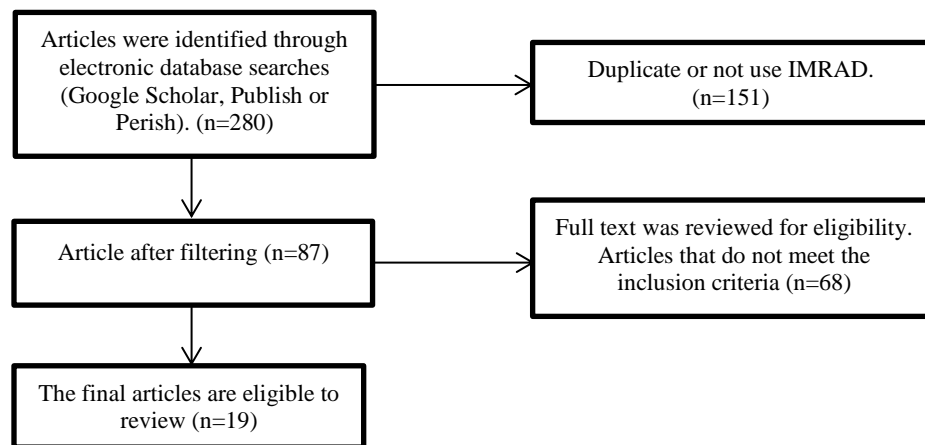 Articles were identified through
electronic database searches
(Google Scholar, Publish or
Perish). (n=280)
Duplicate or not use IMRAD.
(n=151)
Article after filtering (n=87)
Full text was reviewed for eligibility.
Articles that do not meet the
inclusion criteria (n=68)
The final articles are eligible to
review (n=19)